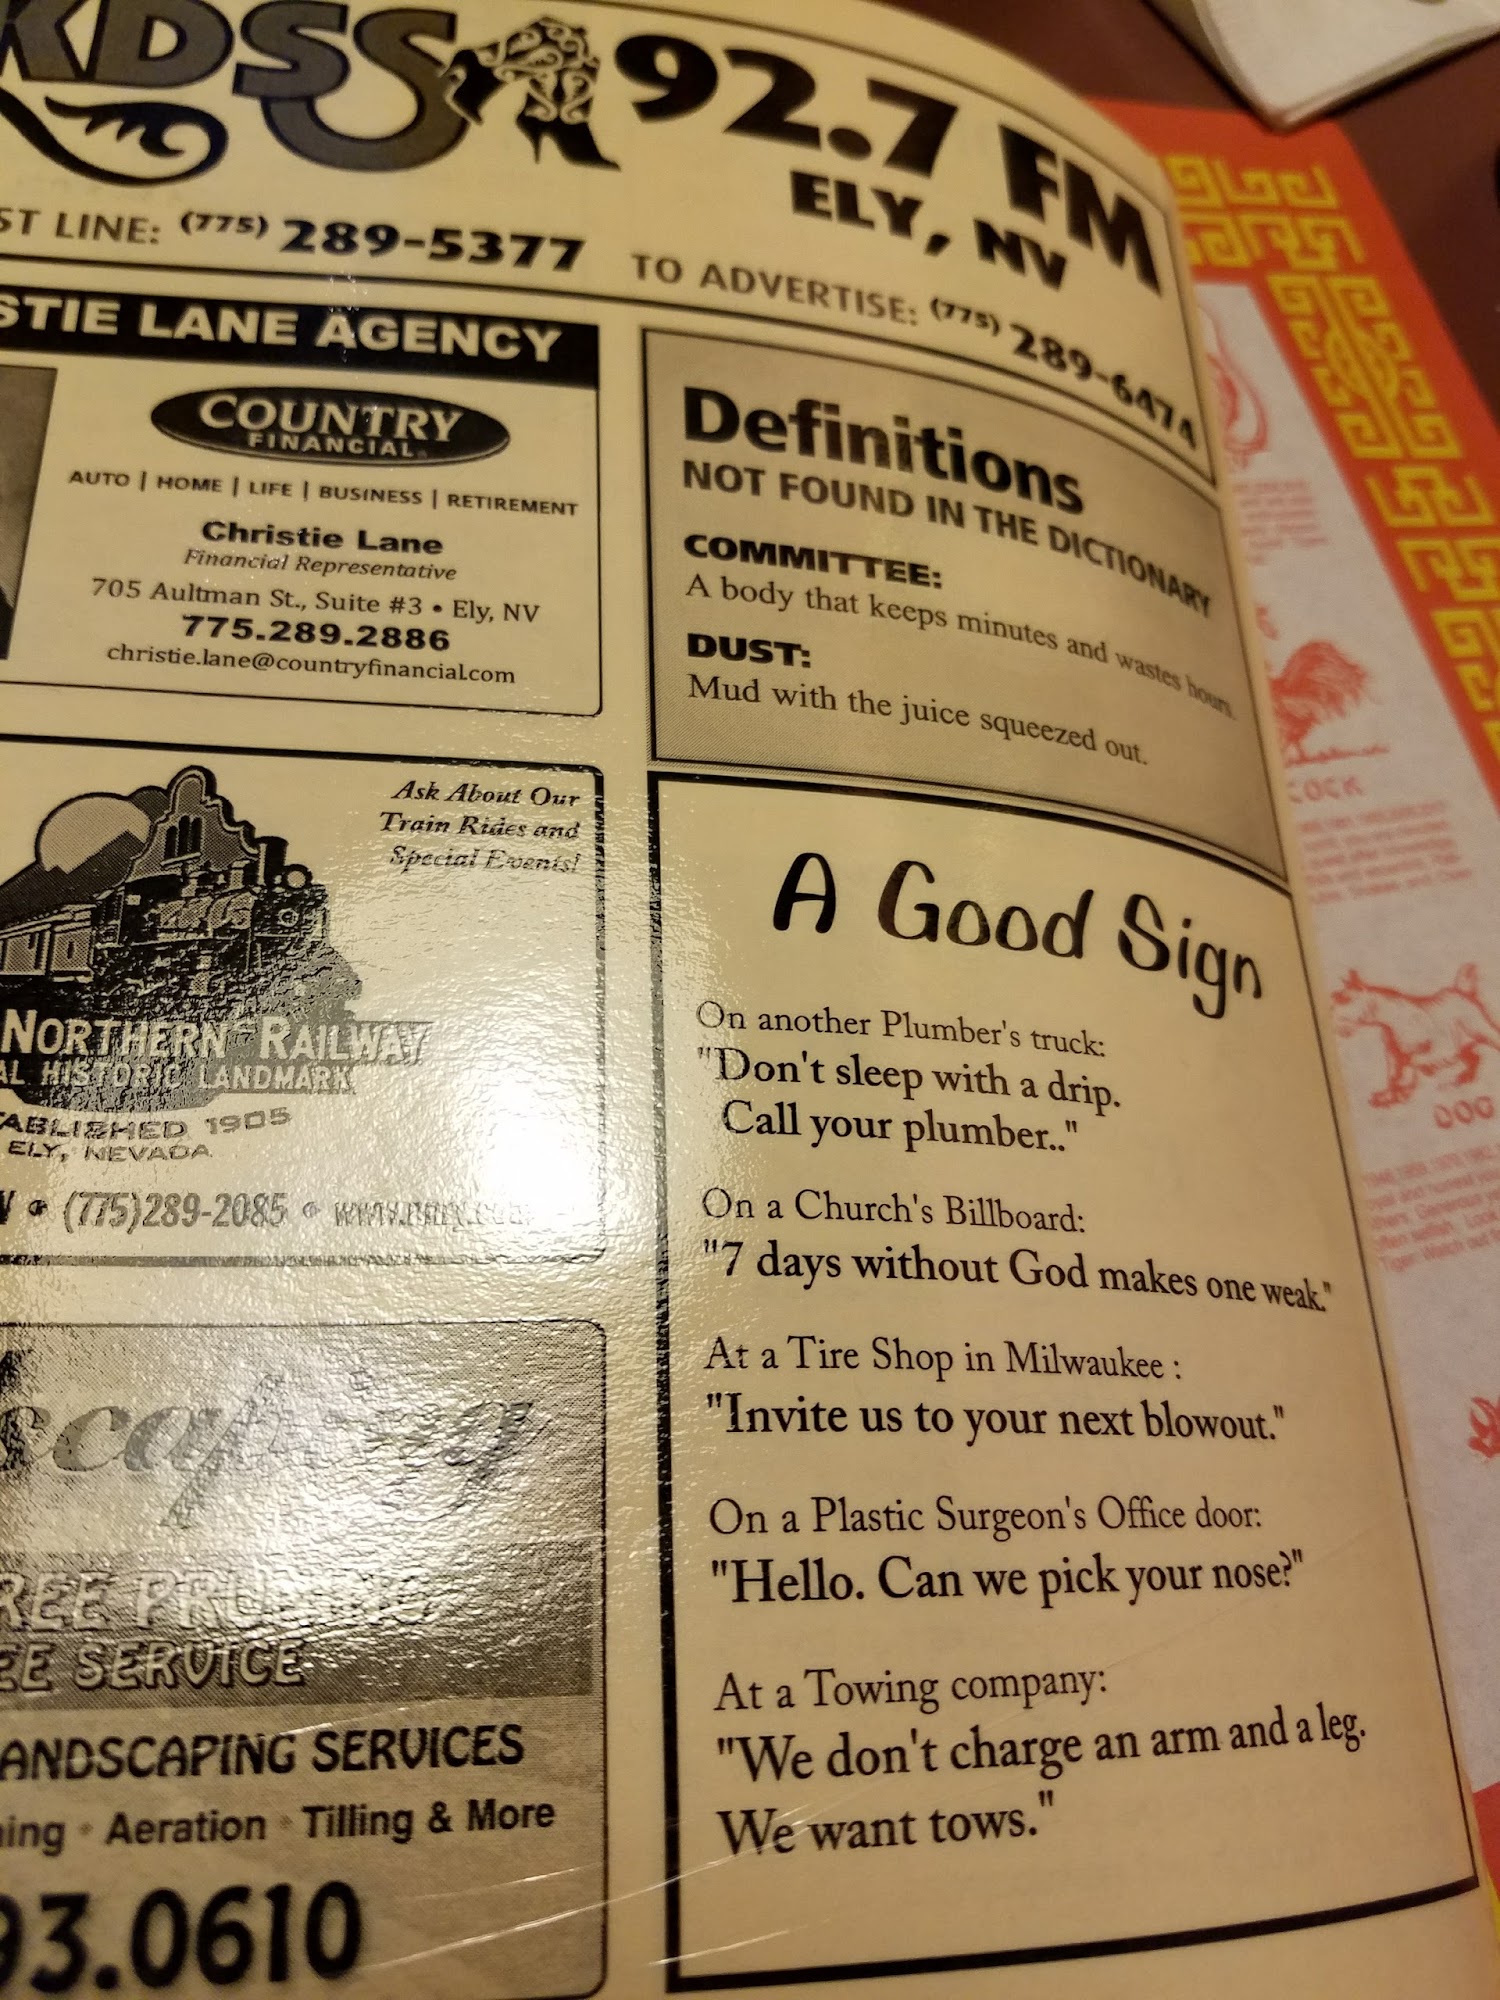 KDSS 92.7 FM
ELY, NV
ST LINE: (775) 289-5377 TO ADVERTISE: (775) 289-6474
STIE LANE AGENCY
COUNTRY
FINANCIAL
AUTO | HOME | LIFE | BUSINESS | RETIREMENT
Christie Lane
Financial Representative
705 Aultman St., Suite #3 • Ely, NV
775.289.2886
christie.lane@countryfinancial.com
Ask About Our
Train Rides and
Special Events!
NORTHERN RAILWAY
AL HISTORIC LANDMARK
TABLISHED 1905
ELY, NEVADA
(775)289-2085 •
scaping
REE PRUNING
EE SERVICE
ANDSCAPING SERVICES
ning • Aeration • Tilling & More
93.0610
Definitions
NOT FOUND IN THE DICTIONARY
COMMITTEE:
A body that keeps minutes and wastes hours.
DUST:
Mud with the juice squeezed out.
A Good Sign
On another Plumber's truck:
"Don't sleep with a drip.
Call your plumber.."
On a Church's Billboard:
"7 days without God makes one weak."
At a Tire Shop in Milwaukee :
"Invite us to your next blowout."
On a Plastic Surgeon's Office door:
"Hello. Can we pick your nose?"
At a Towing company:
"We don't charge an arm and a leg.
We want tows."
COCK
DOG